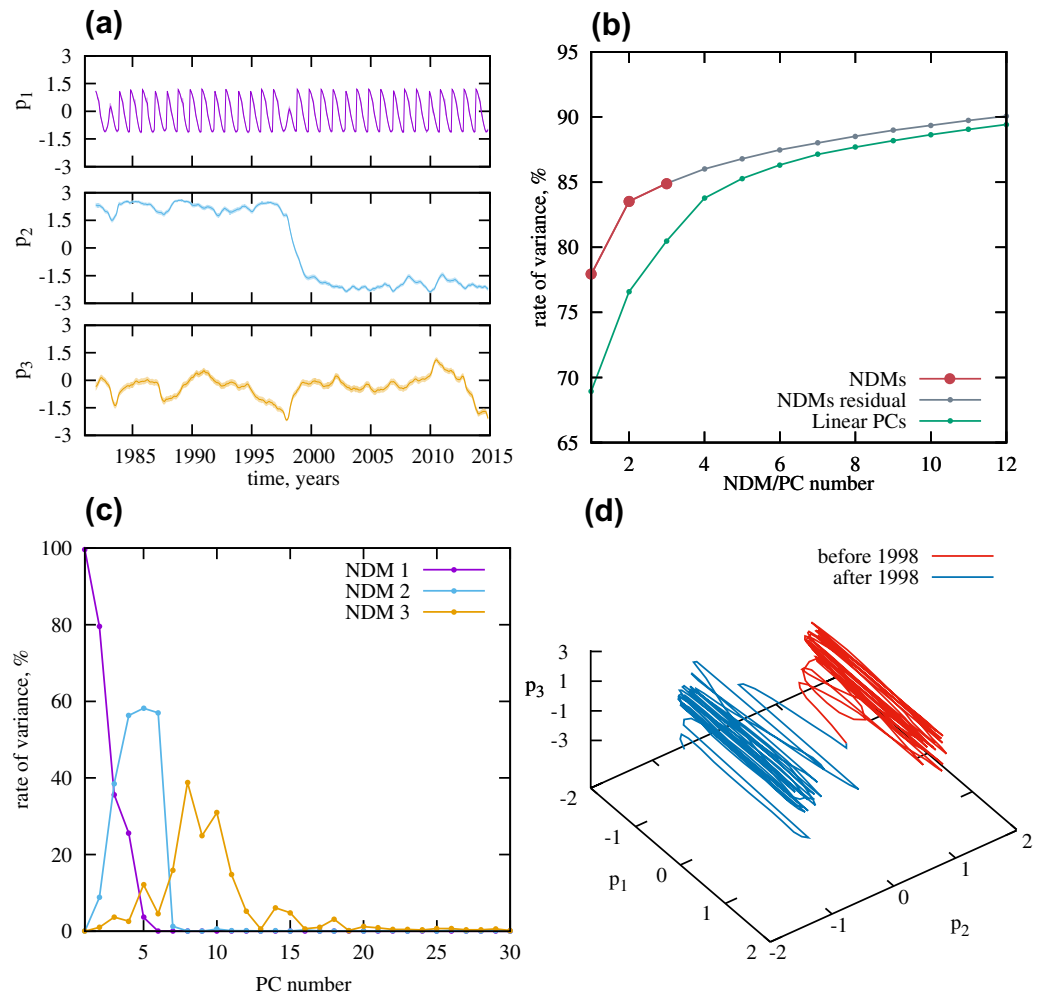 (a)
3
1.5
0
-1.5
-3
p1
3
1.5
0
-1.5
-3
p2
3
1.5
0
-1.5
-3
p3
1985 1990 1995 2000 2005 2010 2015
time, years
(b)
95
90
85
80
75
70
65
rate of variance, %
NDMs
NDMs residual
Linear PCs
2 4 6 8 10 12
NDM/PC number
(c)
100
80
60
40
20
0
rate of variance, %
NDM 1
NDM 2
NDM 3
5 10 15 20 25 30
PC number
(d)
before 1998
after 1998
3
1
-1
-3
p3
-2
-1
0
1
2
p1
-2
-1
0
1
2
p2